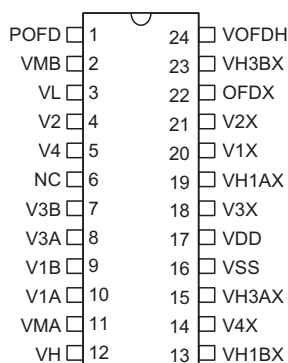 POFD 1 24 VOFDH
VMB 2 23 VH3BX
VL 3 22 OFDX
V2 4 21 V2X
V4 5 20 V1X
NC 6 19 VH1AX
V3B 7 18 V3X
V3A 8 17 VDD
V1B 9 16 VSS
V1A 10 15 VH3AX
VMA 11 14 V4X
VH 12 13 VH1BX